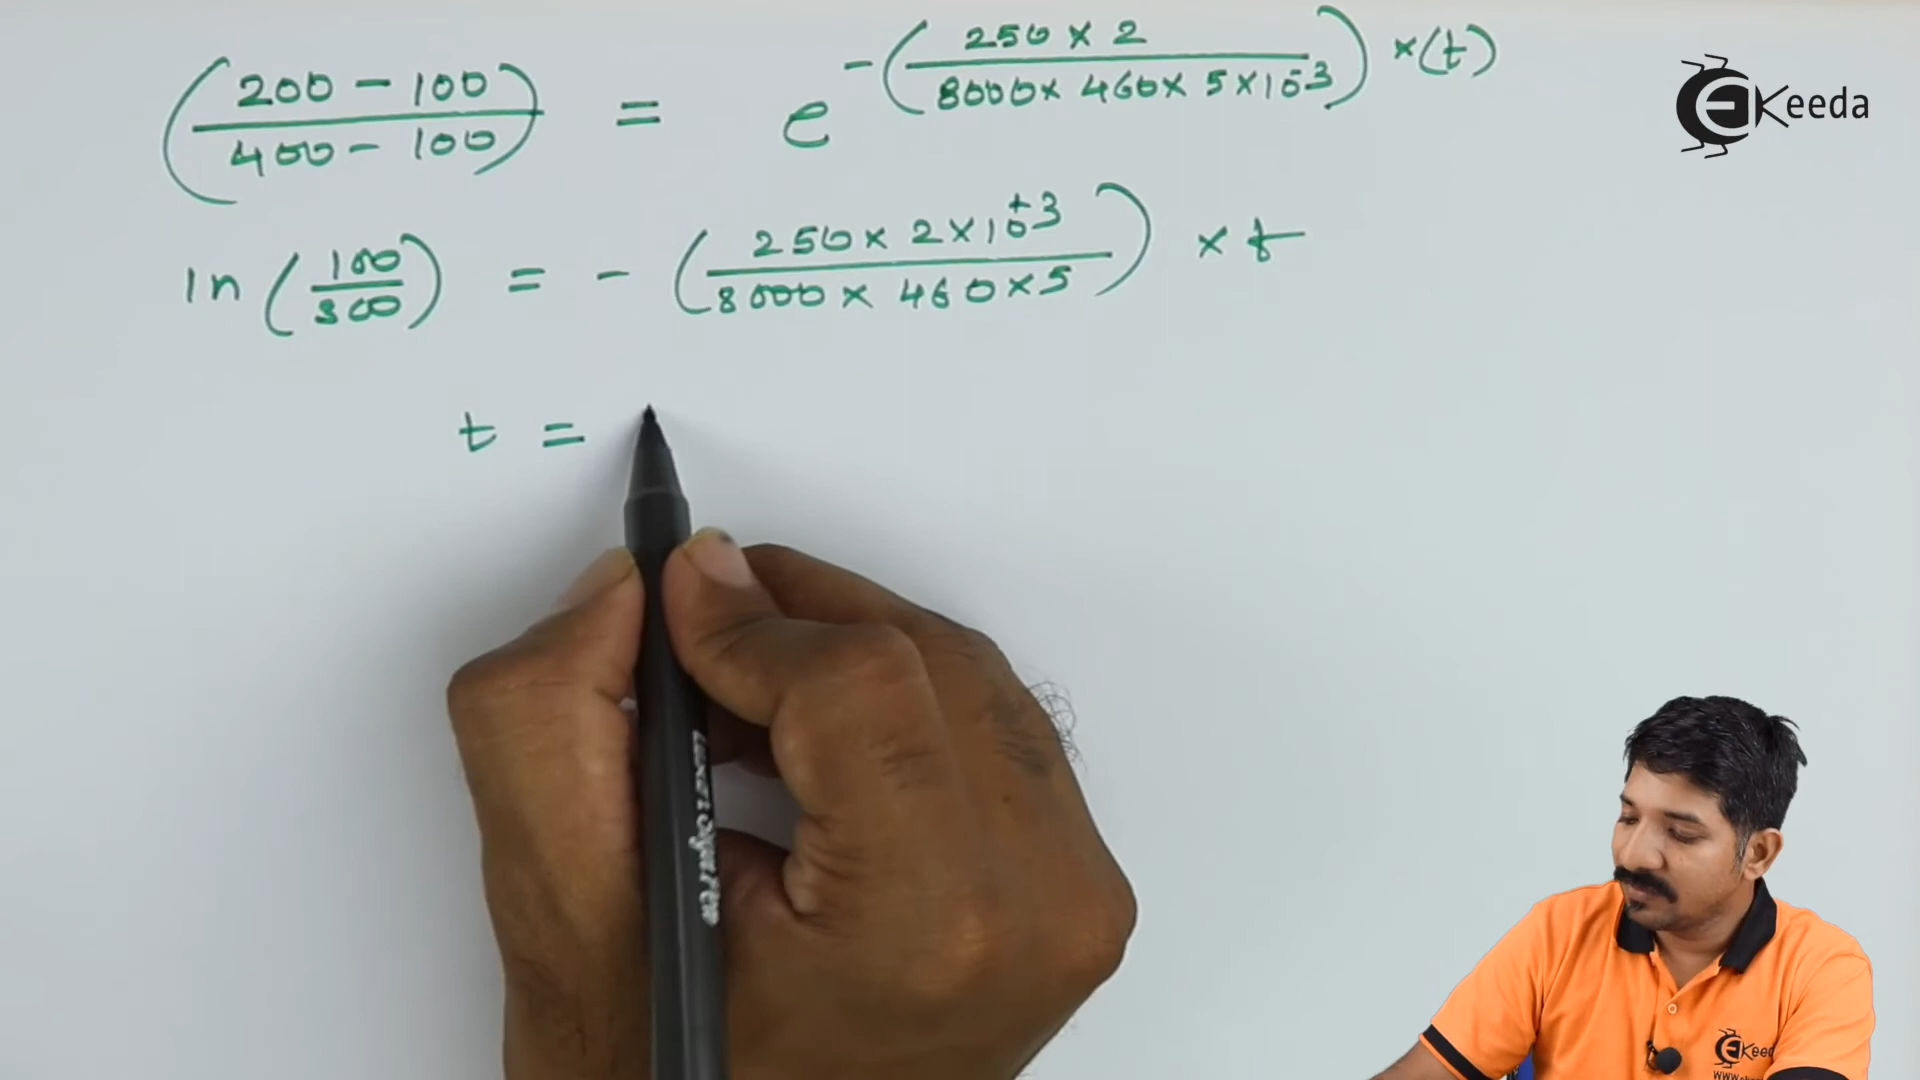 (200 - 100 / 400 - 100) = e^-(250 × 2 / 8000 × 460 × 5 × 10^-3) × (t)
Keeda
ln (100 / 300) = - (250 × 2 × 10^+3 / 8000 × 460 × 5) × t
t =